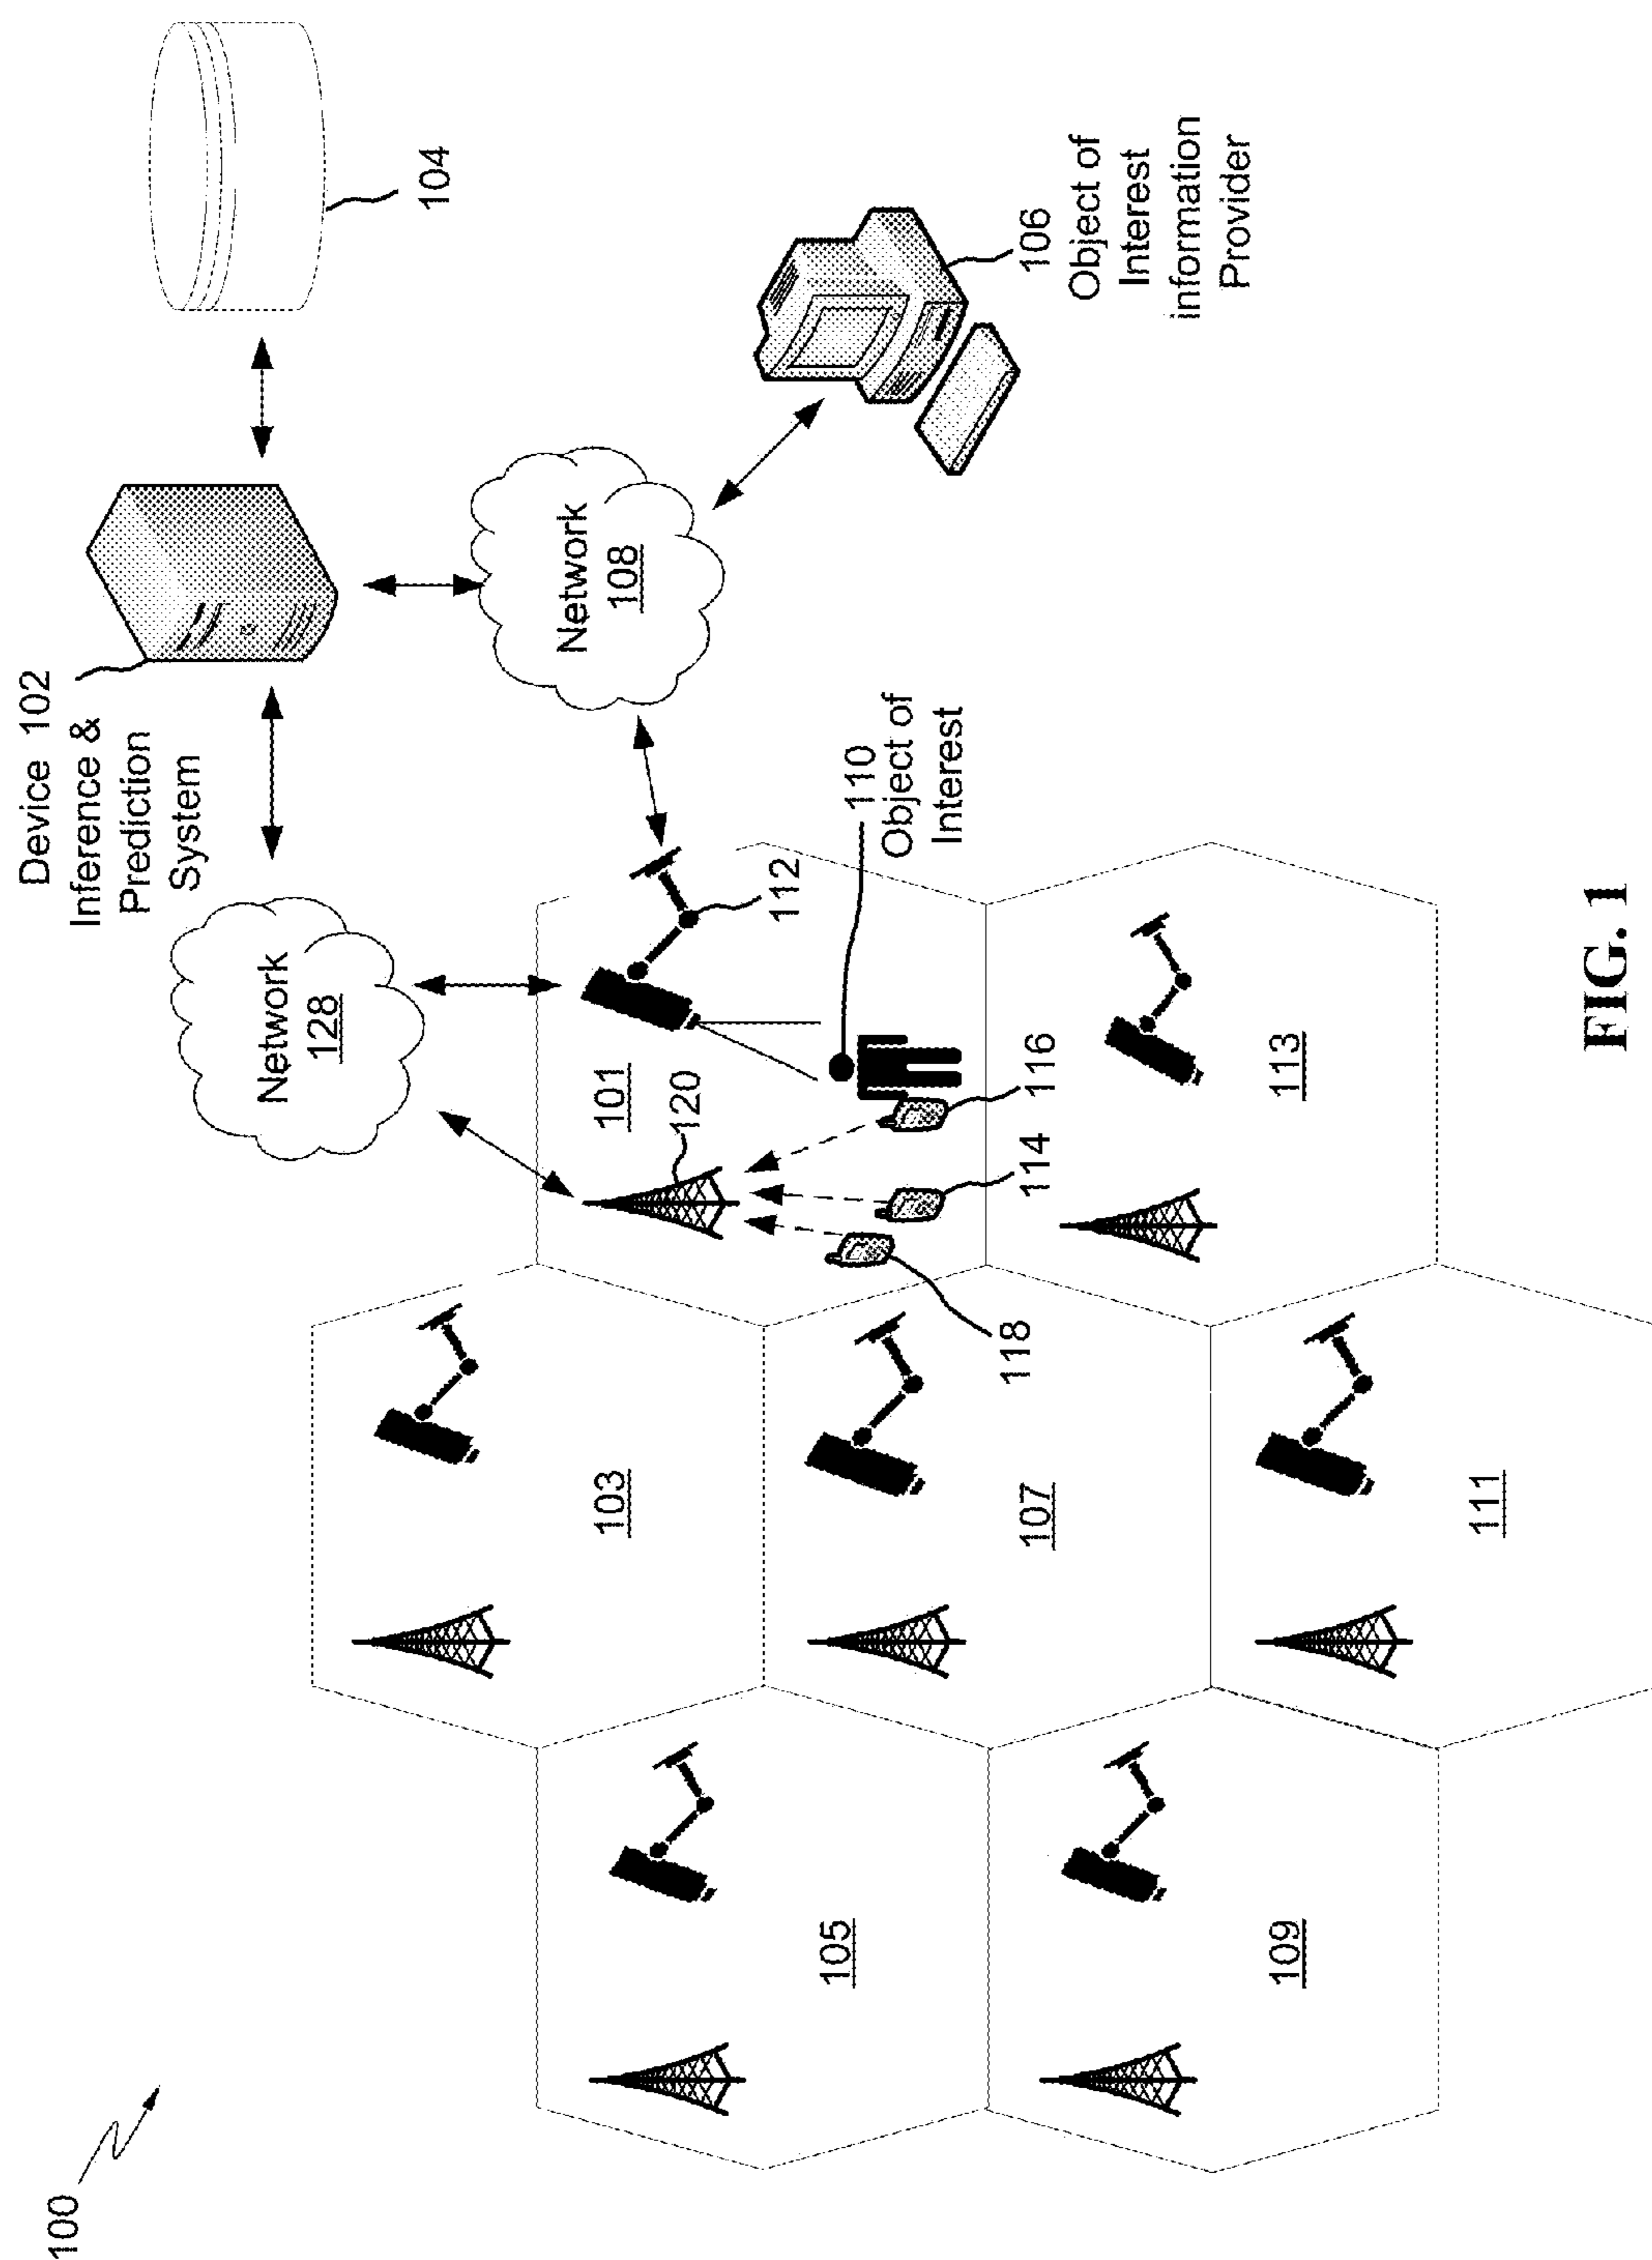 100
Device 102
Inference &
Prediction
System
104
Network
128
Network
108
106
Object of
Interest
information
Provider
103
101
120
112
110
Object of
Interest
105
107
118
114
116
109
111
113
FIG. 1